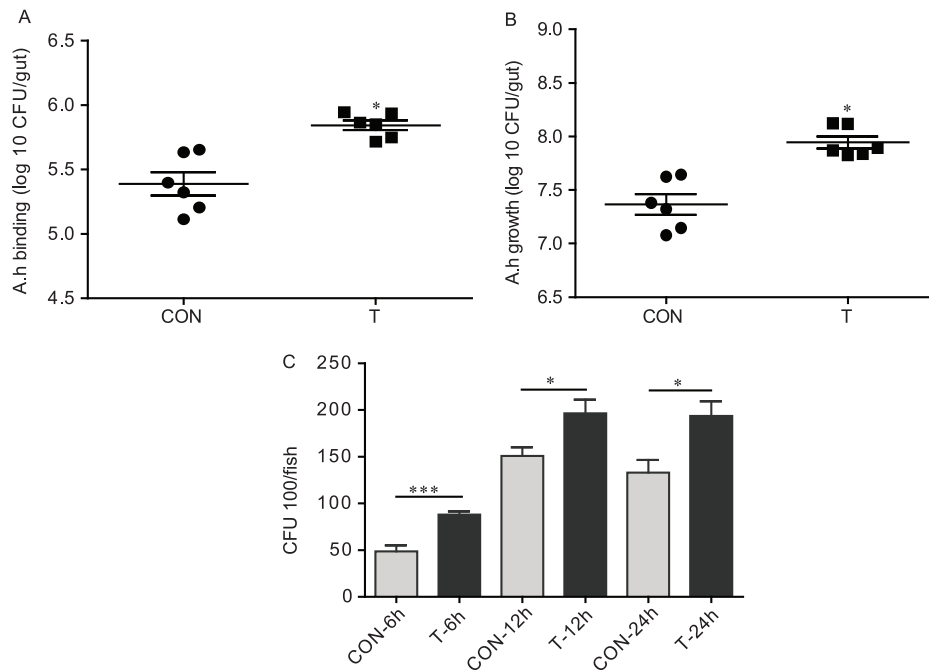 A
A.h binding (log 10 CFU/gut)
6.5
6.0
5.5
5.0
4.5
*
CON
T
B
A.h growth (log 10 CFU/gut)
9.0
8.5
8.0
7.5
7.0
6.5
*
CON
T
C
CFU 100/fish
250
200
150
100
50
0
***
*
*
CON-6h
T-6h
CON-12h
T-12h
CON-24h
T-24h